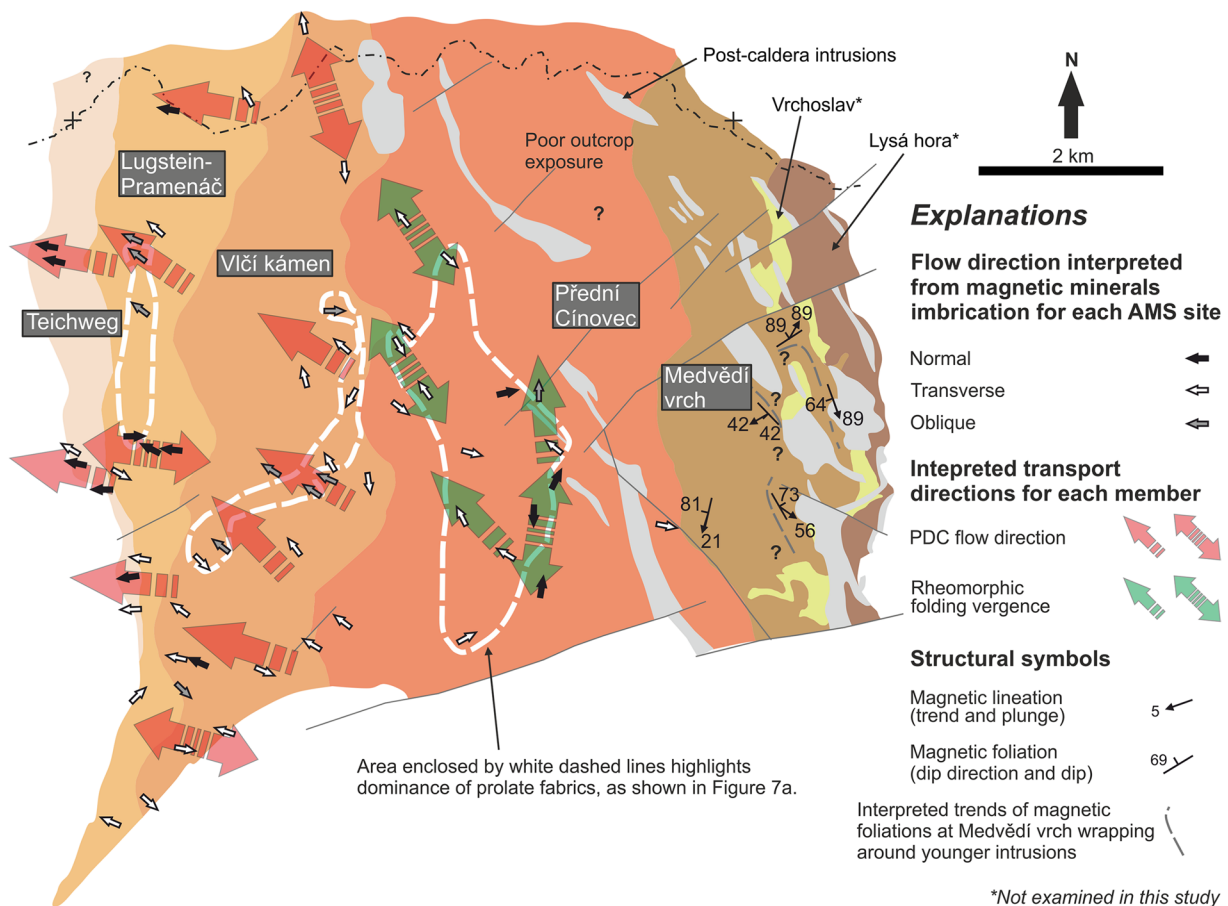 Post-caldera intrusions
N
Vrchoslav*
Lysá hora*
2 km
?
Lugstein-
Pramenáč
Poor outcrop
exposure
?
Explanations
Vlčí kámen
Flow direction interpreted
from magnetic minerals
imbrication for each AMS site
Přední
Cínovec
Teichweg
89
89
?
Normal
Medvědí
vrch
Transverse
?
64
42
42
89
Oblique
?
Intepreted transport
directions for each member
73
81
56
21
PDC flow direction
?
Rheomorphic
folding vergence
Structural symbols
Magnetic lineation
(trend and plunge)
5
Magnetic foliation
(dip direction and dip)
69
Area enclosed by white dashed lines highlights
dominance of prolate fabrics, as shown in Figure 7a.
Interpreted trends of magnetic
foliations at Medvědí vrch wrapping
around younger intrusions
*Not examined in this study